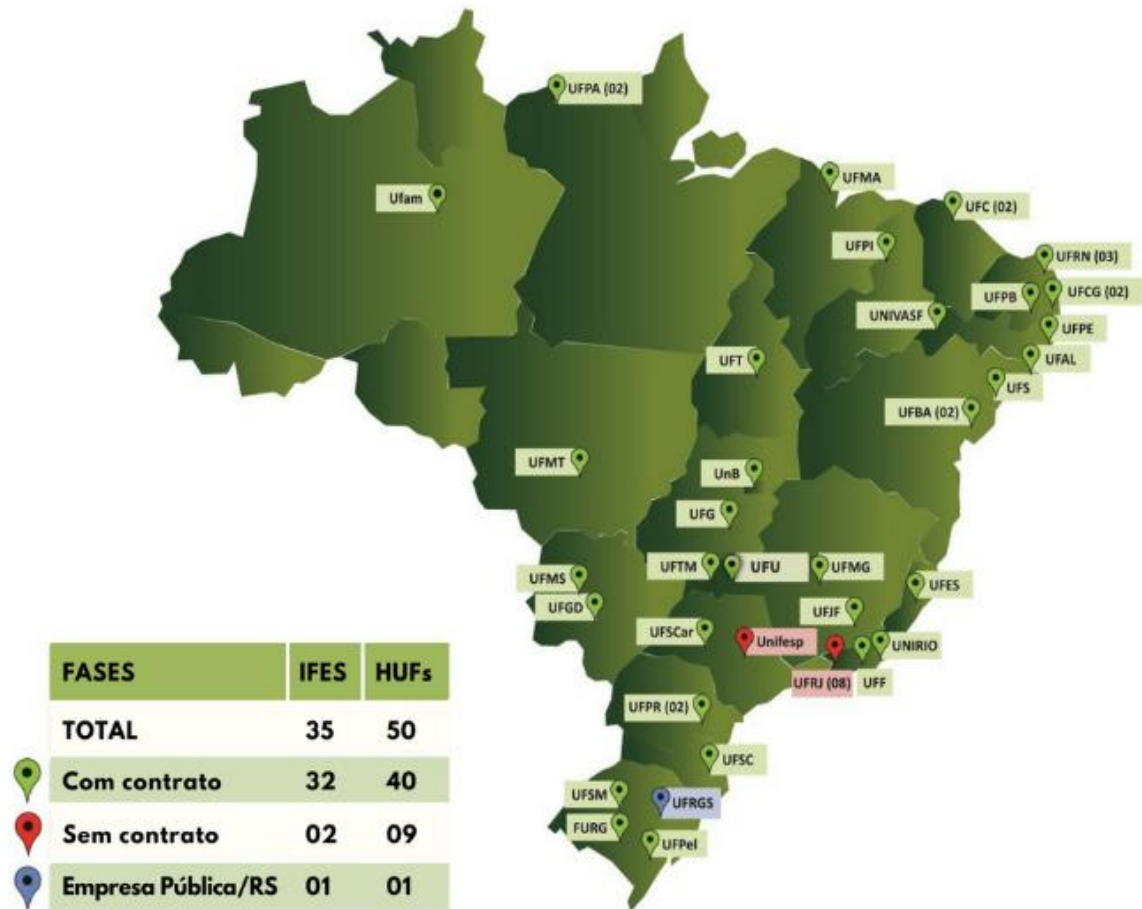 UFPA (02)
UFMA
Ufam
UFC (02)
UFPI
UFRN (03)
UFPB
UFCG (02)
UNIVASF
UFPE
UFT
UFAL
UFS
UFBA (02)
UFMT
UnB
UFG
UFTM
UFU
UFMG
UFMS
UFES
UFGD
UFJF
UFSCar
Unifesp
UNIRIO
UFRJ (08)
UFF
UFPR (02)
UFSC
UFSM
UFRGS
FURG
UFPel
FASES IFES HUFs
TOTAL 35 50
Com contrato 32 40
Sem contrato 02 09
Empresa Pública/RS 01 01